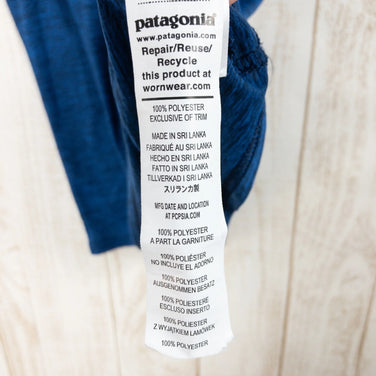 patagonia
www.patagonia.com
Repair/Reuse/
Recycle
this product at
wornwear.com
100% POLYESTER
EXCLUSIVE OF TRIM
MADE IN SRI LANKA
FABRIQUÉ AU SRI LANKA
HECHO EN SRI LANKA
FATTO IN SRI LANKA
TILLVERKAD I SRI LANKA
スリランカ製
MFG DATE AND LOCATION
AT PCPSIA.COM
100% POLYESTER
A PART LA GARNITURE
100% POLIÉSTER
NO INCLUYE EL ADORNO
100% POLYESTER
AUSGENOMMEN BESATZ
100% POLIESTERE
ESCLUSO INSERTO
100% POLIESTER
Z WYJĄTKIEM LAMÓWEK
100% POLYESTER